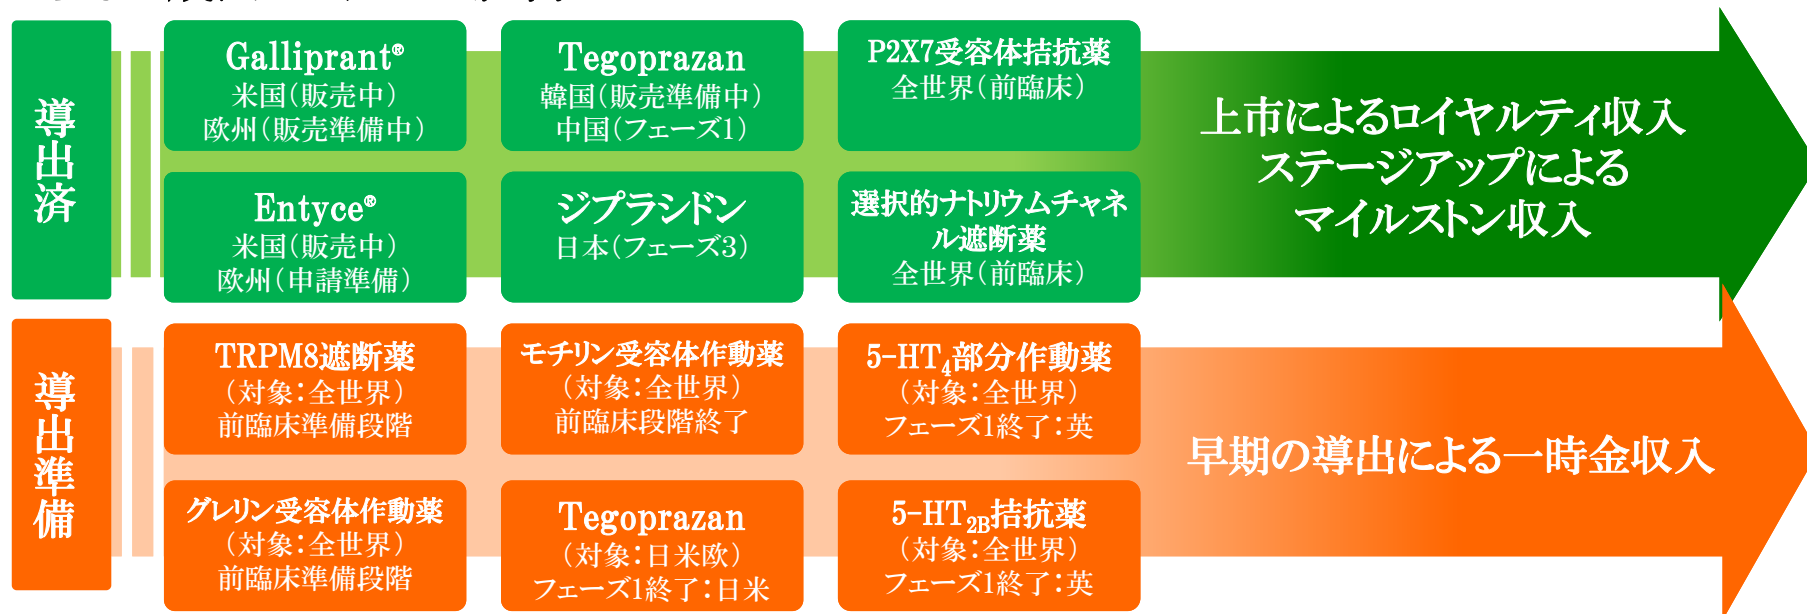 導出済
Galliprant®
米国（販売中）
欧州（販売準備中）
Tegoprazan
韓国（販売準備中）
中国（フェーズ1）
P2X7受容体拮抗薬
全世界（前臨床）
Entyce®
米国（販売中）
欧州（申請準備）
ジプラシドン
日本（フェーズ3）
選択的ナトリウムチャネ
ル遮断薬
全世界（前臨床）
上市によるロイヤルティ収入
ステージアップによる
マイルストン収入
導出準備
TRPM8遮断薬
（対象：全世界）
前臨床準備段階
モチリン受容体作動薬
（対象：全世界）
前臨床段階終了
5-HT₄部分作動薬
（対象：全世界）
フェーズ1終了：英
グレリン受容体作動薬
（対象：全世界）
前臨床準備段階
Tegoprazan
（対象：日米欧）
フェーズ1終了：日米
5-HT2B拮抗薬
（対象：全世界）
フェーズ1終了：英
早期の導出による一時金収入